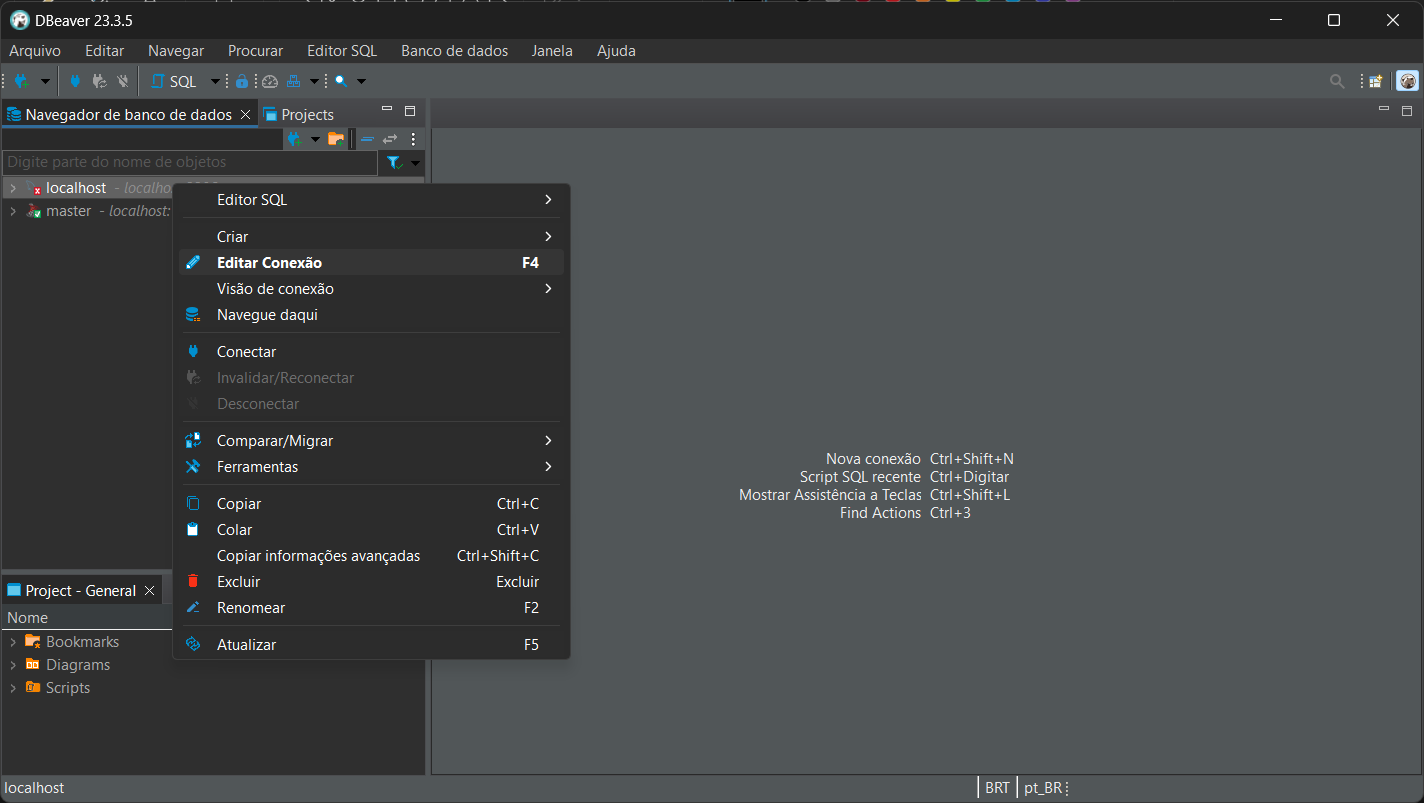 DBeaver 23.3.5
Arquivo Editar Navegar Procurar Editor SQL Banco de dados Janela Ajuda
SQL
Navegador de banco de dados Projects
Digite parte do nome de objetos
localhost - localho
master - localhost:
Editor SQL
Criar
Editar Conexão F4
Visão de conexão
Navegue daqui
Conectar
Invalidar/Reconectar
Desconectar
Comparar/Migrar
Ferramentas
Copiar Ctrl+C
Colar Ctrl+V
Copiar informações avançadas Ctrl+Shift+C
Excluir Excluir
Renomear F2
Atualizar F5
Nova conexão Ctrl+Shift+N
Script SQL recente Ctrl+Digitar
Mostrar Assistência a Teclas Ctrl+Shift+L
Find Actions Ctrl+3
Project - General
Nome
Bookmarks
Diagrams
Scripts
localhost BRT pt_BR